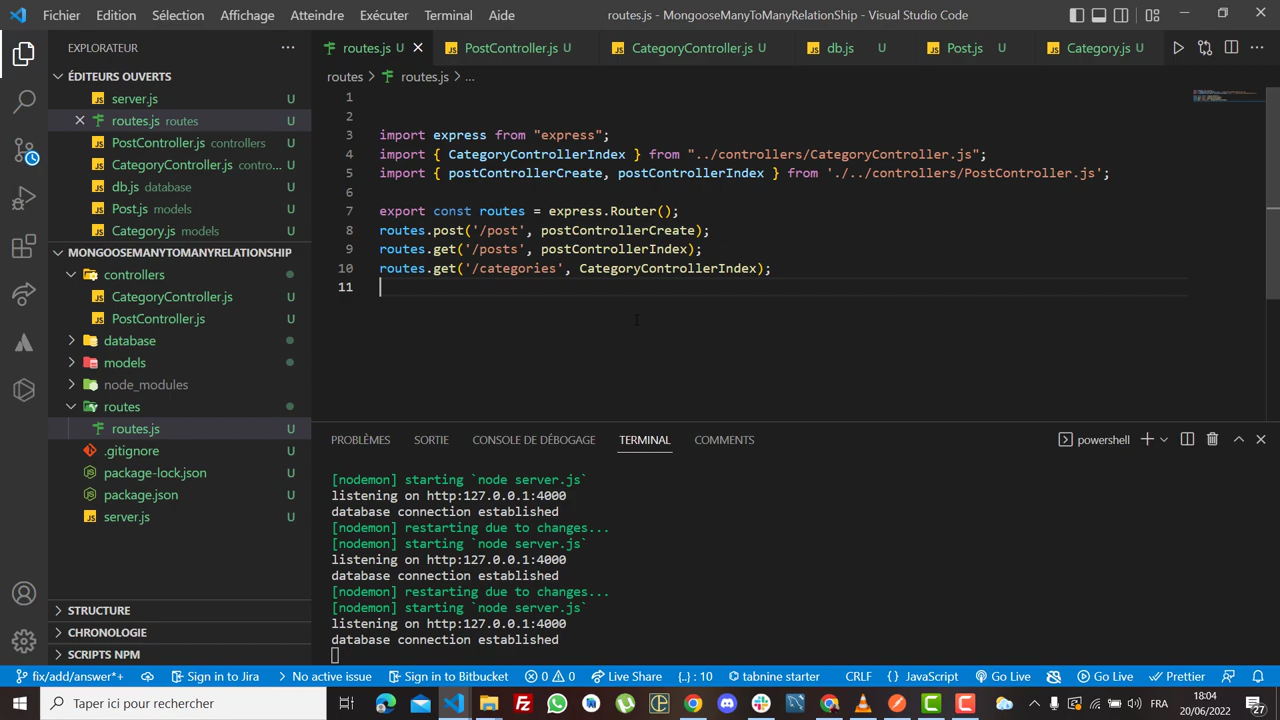 Fichier Edition Sélection Affichage Atteindre Exécuter Terminal Aide routes.js - MongooseManyToManyRelationShip - Visual Studio Code
EXPLORATEUR
routes.js U PostController.js U CategoryController.js U db.js U Post.js U Category.js U
ÉDITEURS OUVERTS
server.js U
routes.js routes U
PostController.js controllers U
CategoryController.js contro... U
db.js database U
Post.js models U
Category.js models U
MONGOOSEMANYTOMANYRELATIONSHIP
controllers
CategoryController.js U
PostController.js U
database
models
node_modules
routes
routes.js U
.gitignore U
package-lock.json U
package.json U
server.js U
STRUCTURE
CHRONOLOGIE
SCRIPTS NPM
routes > routes.js > ...
1
2
3 import express from "express";
4 import { CategoryControllerIndex } from "../controllers/CategoryController.js";
5 import { postControllerCreate, postControllerIndex } from './../controllers/PostController.js';
6
7 export const routes = express.Router();
8 routes.post('/post', postControllerCreate);
9 routes.get('/posts', postControllerIndex);
10 routes.get('/categories', CategoryControllerIndex);
11
PROBLÈMES SORTIE CONSOLE DE DÉBOGAGE TERMINAL COMMENTS powershell
[nodemon] starting `node server.js`
listening on http:127.0.0.1:4000
database connection established
[nodemon] restarting due to changes...
[nodemon] starting `node server.js`
listening on http:127.0.0.1:4000
database connection established
[nodemon] restarting due to changes...
[nodemon] starting `node server.js`
listening on http:127.0.0.1:4000
database connection established
fix/add/answer*+ Sign in to Jira No active issue Sign in to Bitbucket 0 0 Live Share {..} : 10 tabnine starter CRLF JavaScript Go Live Go Live Prettier
Taper ici pour rechercher FRA 18:04
20/06/2022 27